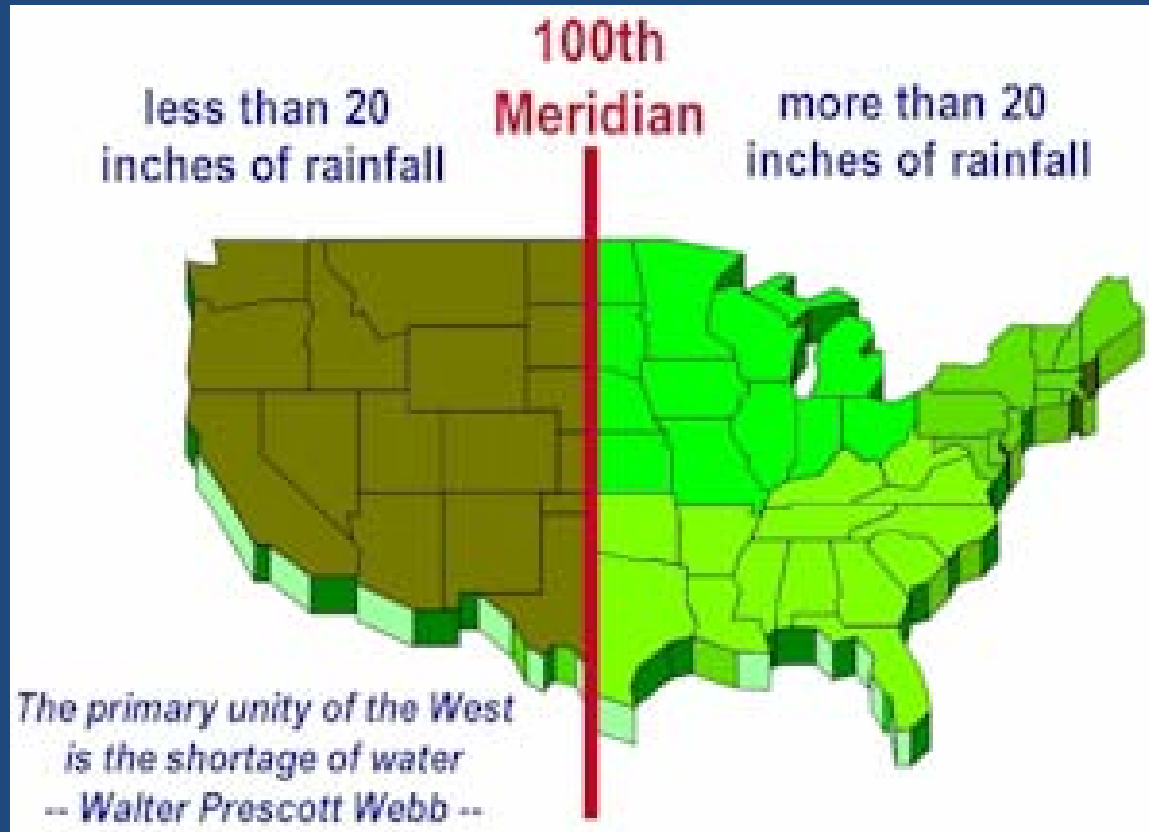 100th
Meridian
less than 20
inches of rainfall
more than 20
inches of rainfall
The primary unity of the West
is the shortage of water
-- Walter Prescott Webb --